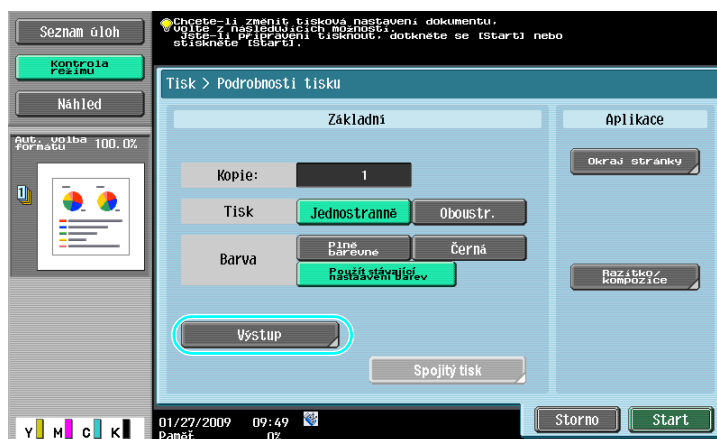 Seznam úloh
Chcete-li změnit tisková nastavení dokumentu,
volte z následujících možností.
Jste-li připraveni tisknout, dotkněte se [Start] nebo
stiskněte [Start].
Kontrola
režimu
Náhled
Tisk > Podrobnosti tisku
Základní
Aplikace
Aut. volba
formátu
100.0%
Kopie:
1
Okraj stránky
Tisk
Jednostranně
Oboustr.
Barva
Plně
barevné
Černá
Použít stávající
nastaavení barev
Razítko/
kompozice
Výstup
Spojitý tisk
01/27/2009
09:49
Paměť
0%
Storno
Start
Y
M
C
K